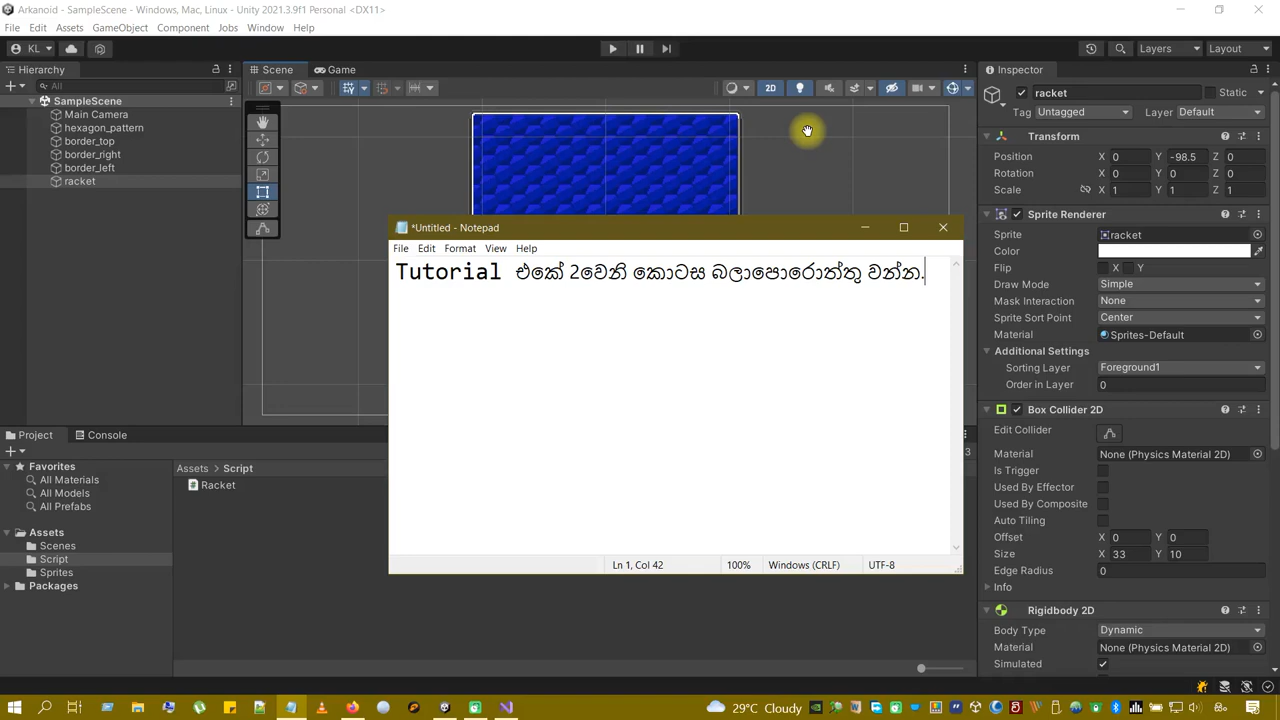 Arkanoid - SampleScene - Windows, Mac, Linux - Unity 2021.3.9f1 Personal <DX11>
File Edit Assets GameObject Component Jobs Window Help
KL Layers Layout
Hierarchy Scene Game Inspector
All
SampleScene
Main Camera
hexagon_pattern
border_top
border_right
border_left
racket
2D
racket Static
Tag Untagged Layer Default
Transform
Position X 0 Y -98.5 Z 0
Rotation X 0 Y 0 Z 0
Scale X 1 Y 1 Z 1
Sprite Renderer
Sprite racket
Color
Flip X Y
Draw Mode Simple
Mask Interaction None
Sprite Sort Point Center
Material Sprites-Default
Additional Settings
Sorting Layer Foreground1
Order in Layer 0
Box Collider 2D
Edit Collider
Material None (Physics Material 2D)
Is Trigger
Used By Effector
Used By Composite
Auto Tiling
Offset X 0 Y 0
Size X 33 Y 10
Edge Radius 0
Info
Rigidbody 2D
Body Type Dynamic
Material None (Physics Material 2D)
Simulated
*Untitled - Notepad
File Edit Format View Help
Tutorial එකේ 2වෙනි කොටස බලාපොරොත්තු වන්න.
Ln 1, Col 42 100% Windows (CRLF) UTF-8
Project Console
3
Favorites
All Materials
All Models
All Prefabs
Assets
Scenes
Script
Sprites
Packages
Assets > Script
Racket
29°C Cloudy